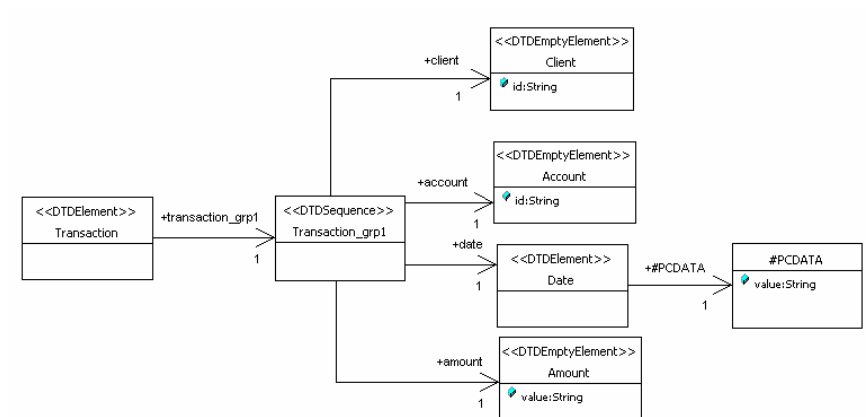 <<DTDEmptyElement>>
Client
id:String
+client
1
<<DTDEmptyElement>>
Account
id:String
+account
1
<<DTDElement>>
Transaction
+transaction_grp1
1
<<DTDSequence>>
Transaction_grp1
+date
1
<<DTDElement>>
Date
+#PCDATA
1
#PCDATA
value:String
+amount
1
<<DTDEmptyElement>>
Amount
value:String